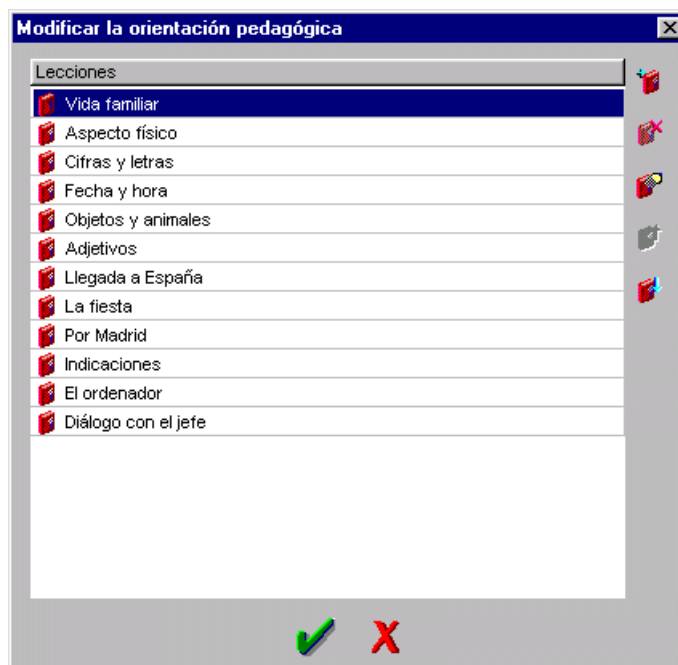 Modificar la orientación pedagógica
Lecciones
Vida familiar
Aspecto físico
Cifras y letras
Fecha y hora
Objetos y animales
Adjetivos
Llegada a España
La fiesta
Por Madrid
Indicaciones
El ordenador
Diálogo con el jefe